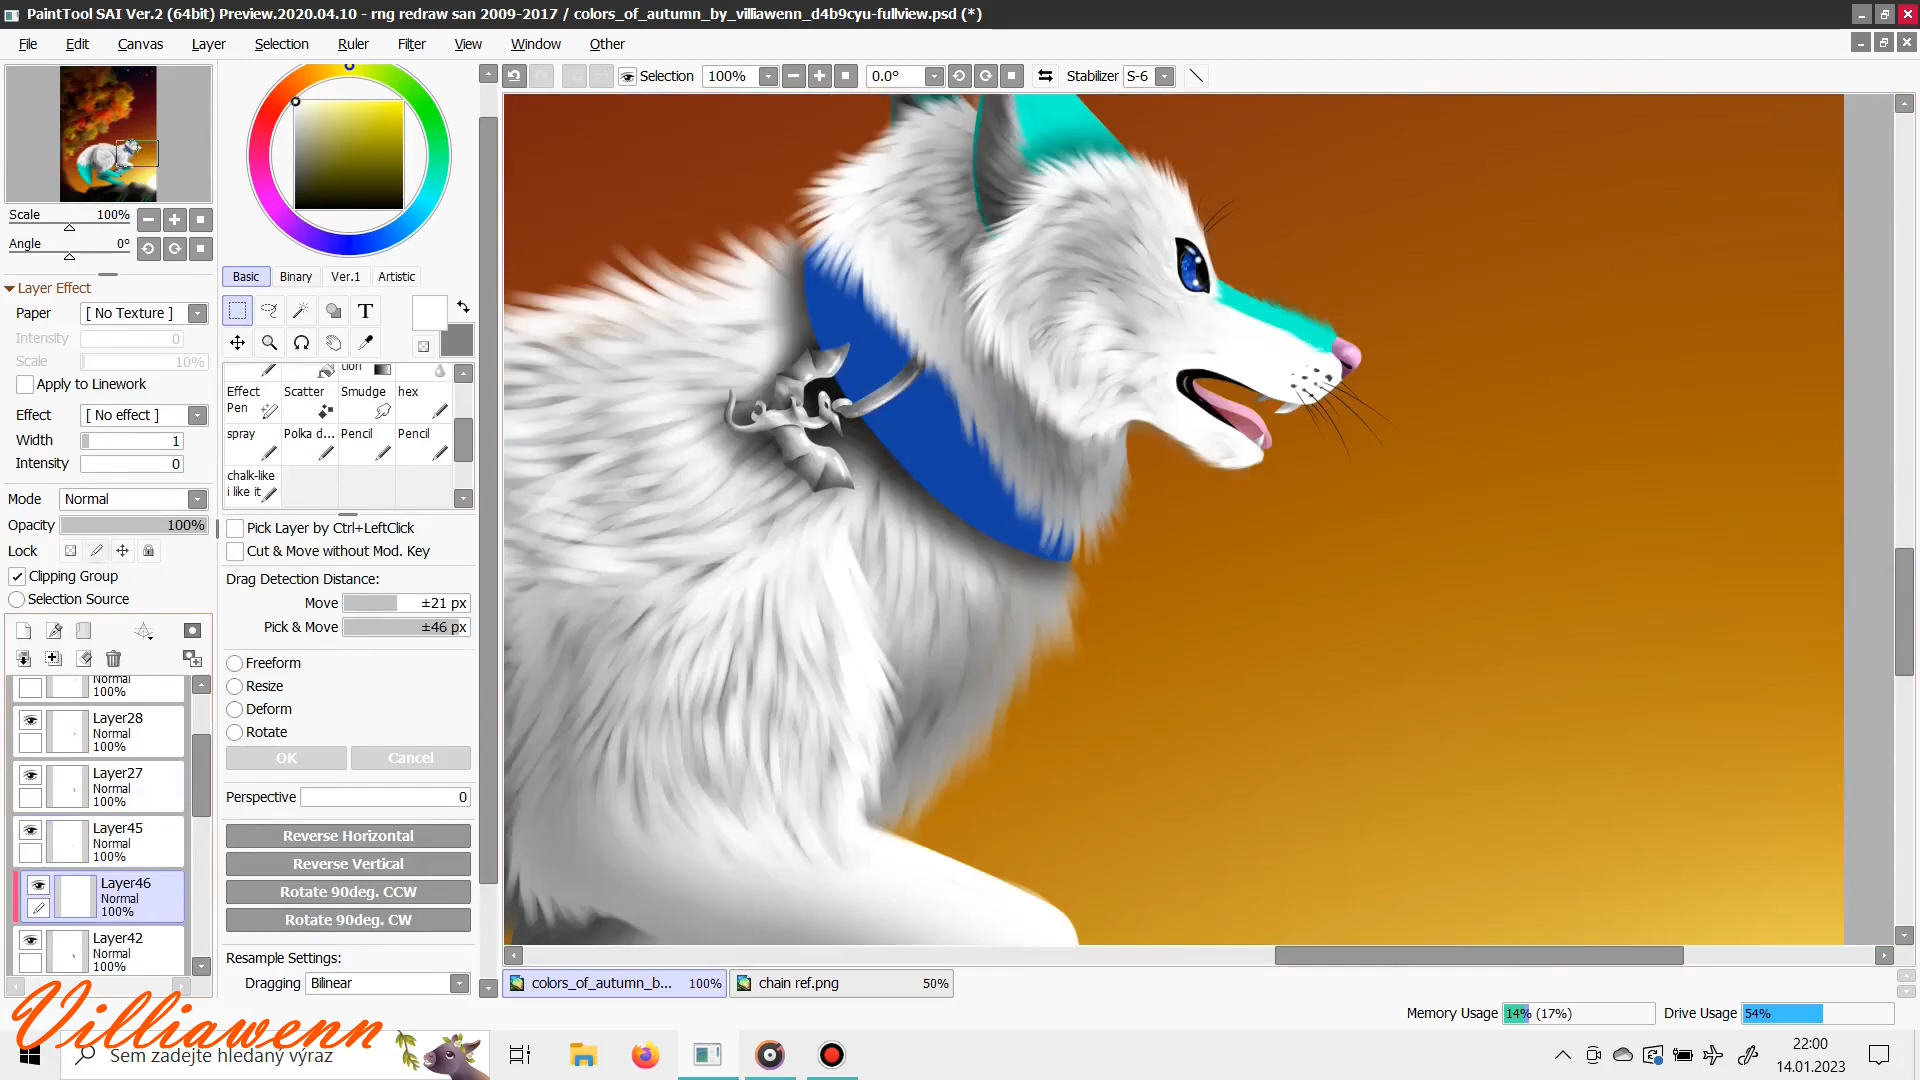 PaintTool SAI Ver.2 (64bit) Preview.2020.04.10 - rng redraw san 2009-2017 / colors_of_autumn_by_villiawenn_d4b9cyu-fullview.psd (*)
File Edit Canvas Layer Selection Ruler Filter View Window Other
Selection 100% 0.0° Stabilizer S-6
Scale 100%
Angle 0°
Layer Effect
Paper [ No Texture ]
Intensity 0
Scale 10%
Apply to Linework
Effect [ No effect ]
Width 1
Intensity 0
Mode Normal
Opacity 100%
Lock
Clipping Group
Selection Source
Normal
100%
Layer28
Normal
100%
Layer27
Normal
100%
Layer45
Normal
100%
Layer46
Normal
100%
Layer42
Normal
100%
Basic Binary Ver.1 Artistic
T
tion
Effect Pen Scatter Smudge hex
spray Polka d... Pencil Pencil
chalk-like i like it
Pick Layer by Ctrl+LeftClick
Cut & Move without Mod. Key
Drag Detection Distance:
Move ±21 px
Pick & Move ±46 px
Freeform
Resize
Deform
Rotate
OK Cancel
Perspective 0
Reverse Horizontal
Reverse Vertical
Rotate 90deg. CCW
Rotate 90deg. CW
Resample Settings:
Dragging Bilinear
colors_of_autumn_b... 100% chain ref.png 50%
Memory Usage 14% (17%) Drive Usage 54%
Villiawenn
Sem zadejte hledaný výraz
22:00
14.01.2023